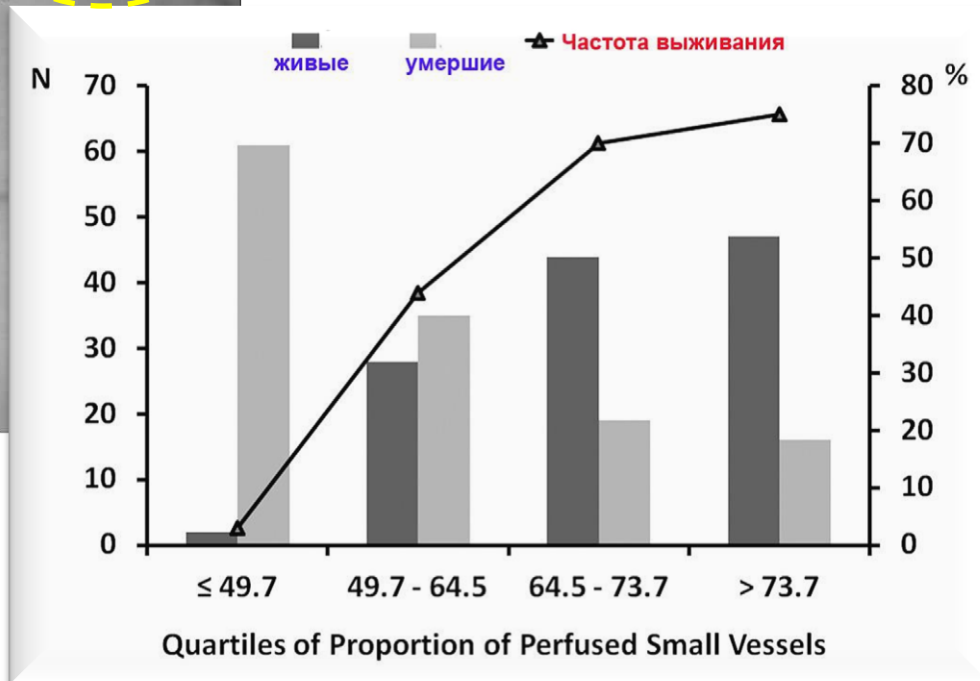 живые умершие Частота выживания
N %
70 80
60 70
50 60
40 50
30 40
20 30
10 20
0 10
0
≤ 49.7 49.7 - 64.5 64.5 - 73.7 > 73.7
Quartiles of Proportion of Perfused Small Vessels